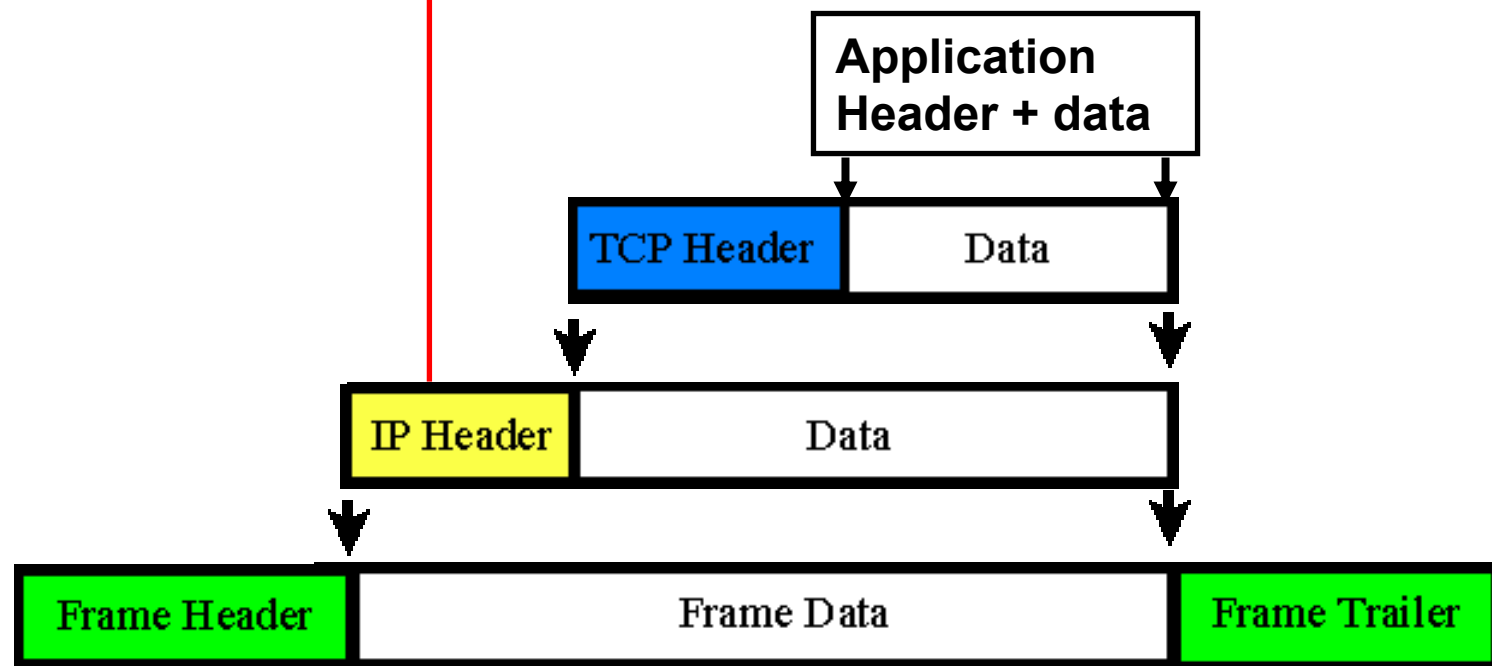 Application
Header + data
TCP Header Data
IP Header Data
Frame Header Frame Data Frame Trailer